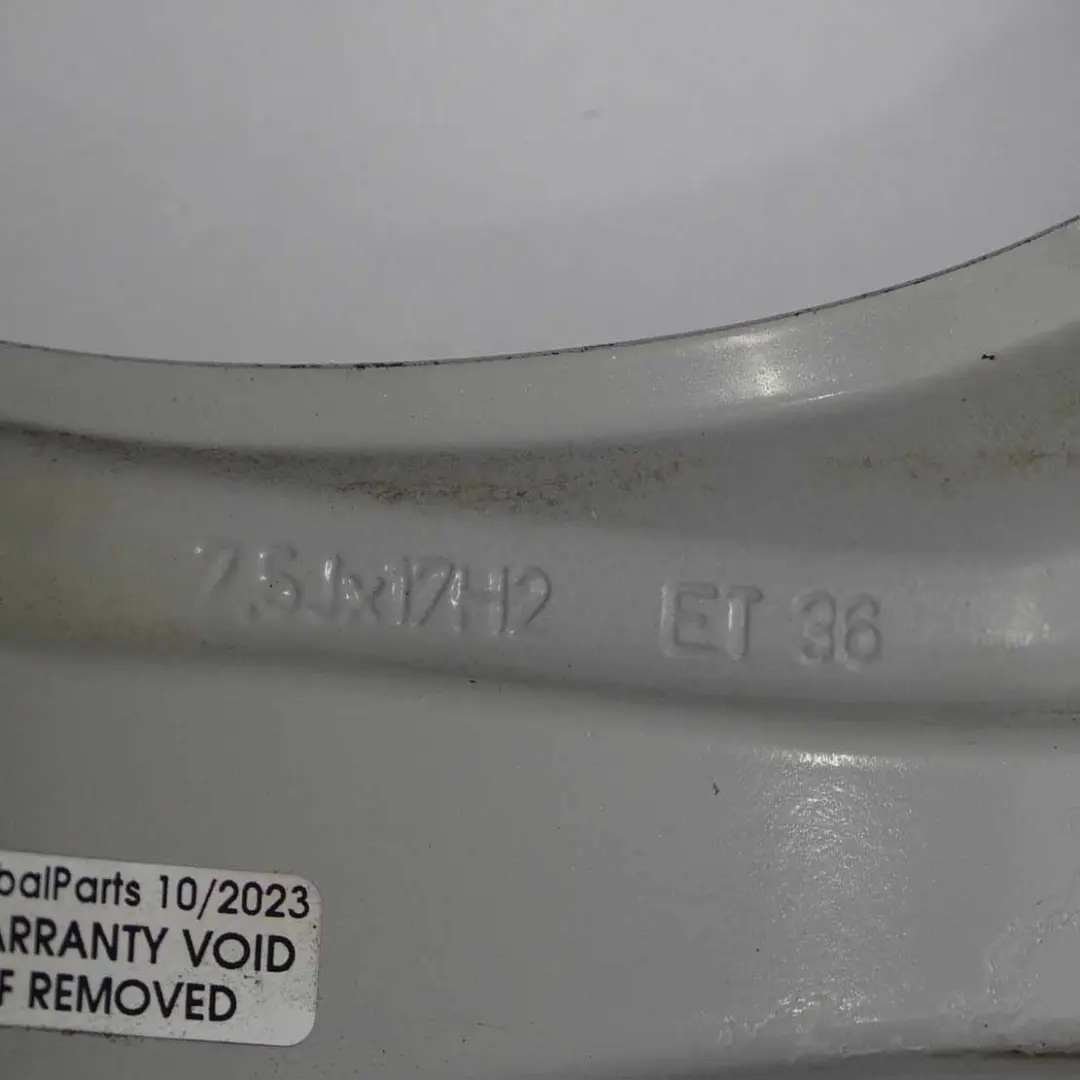 7.5Jx17H2 ET 36
balParts 10/2023
ARRANTY VOID
F REMOVED